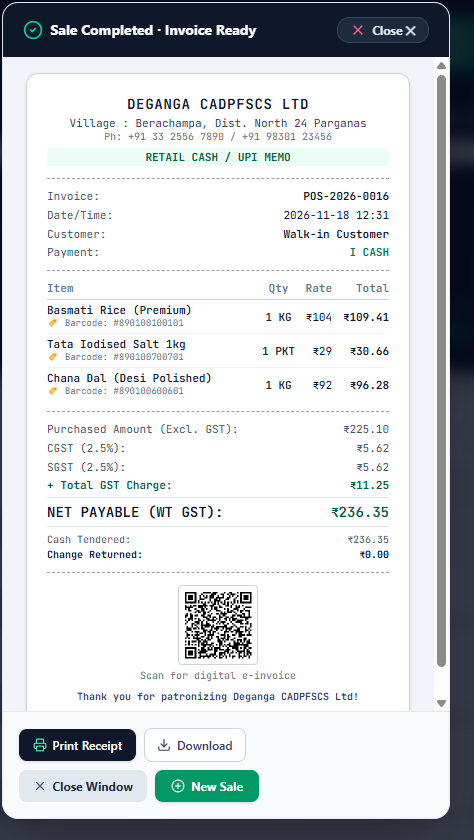 Sale Completed · Invoice Ready
Close
DEGANGA CADPFSCS LTD
Village : Berachampa, Dist. North 24 Parganas
Ph: +91 33 2556 7890 / +91 98301 23456
RETAIL CASH / UPI MEMO
Invoice: POS-2026-0016
Date/Time: 2026-11-18 12:31
Customer: Walk-in Customer
Payment: I CASH
Item Qty Rate Total
Basmati Rice (Premium) 1 KG ₹104 ₹109.41
Barcode: #890100100101
Tata Iodised Salt 1kg 1 PKT ₹29 ₹30.66
Barcode: #890100700701
Chana Dal (Desi Polished) 1 KG ₹92 ₹96.28
Barcode: #890100600601
Purchased Amount (Excl. GST): ₹225.10
CGST (2.5%): ₹5.62
SGST (2.5%): ₹5.62
+ Total GST Charge: ₹11.25
NET PAYABLE (WT GST): ₹236.35
Cash Tendered: ₹236.35
Change Returned: ₹0.00
Scan for digital e-invoice
Thank you for patronizing Deganga CADPFSCS Ltd!
Print Receipt Download
Close Window New Sale